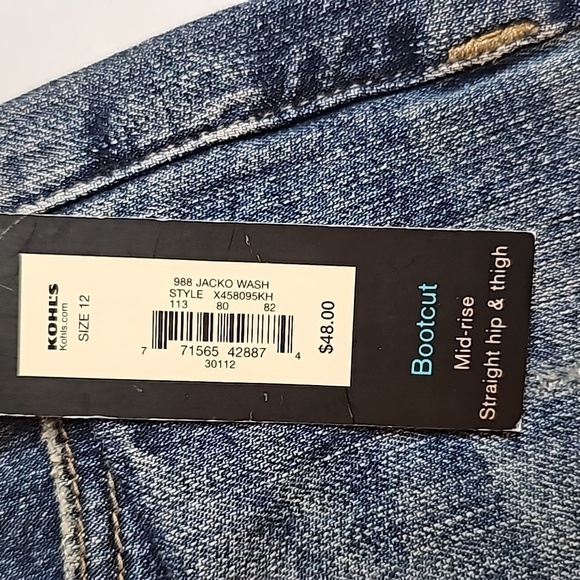 KOHL'S
Kohls.com
SIZE 12
988 JACKO WASH
STYLE X458095KH
113 80 82
7 71565 42887 4
30112
$48.00
Bootcut
Mid-rise
Straight hip & thigh